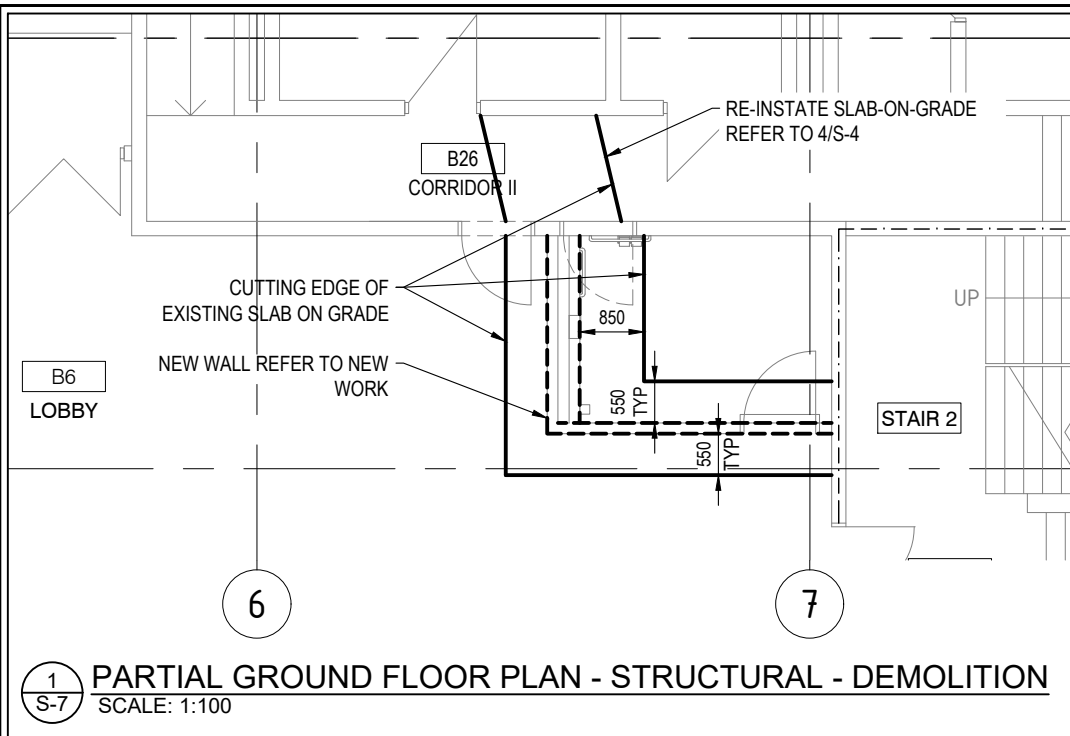 RE-INSTATE SLAB-ON-GRADE
REFER TO 4/S-4
B26
CORRIDOR II
CUTTING EDGE OF
EXISTING SLAB ON GRADE
850
UP
NEW WALL REFER TO NEW
WORK
B6
LOBBY
550
TYP
STAIR 2
550
TYP
6
7
1
S-7
PARTIAL GROUND FLOOR PLAN - STRUCTURAL - DEMOLITION
SCALE: 1:100